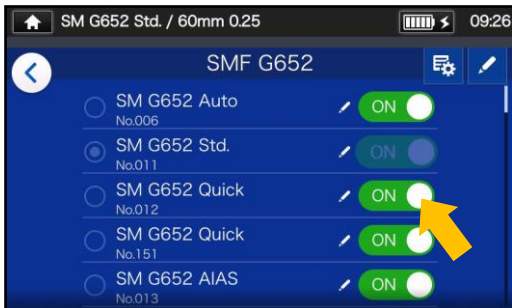 SM G652 Std. / 60mm 0.25 09:26
SMF G652
SM G652 Auto ON
No.006
SM G652 Std. ON
No.011
SM G652 Quick ON
No.012
SM G652 Quick ON
No.151
SM G652 AIAS ON
No.013